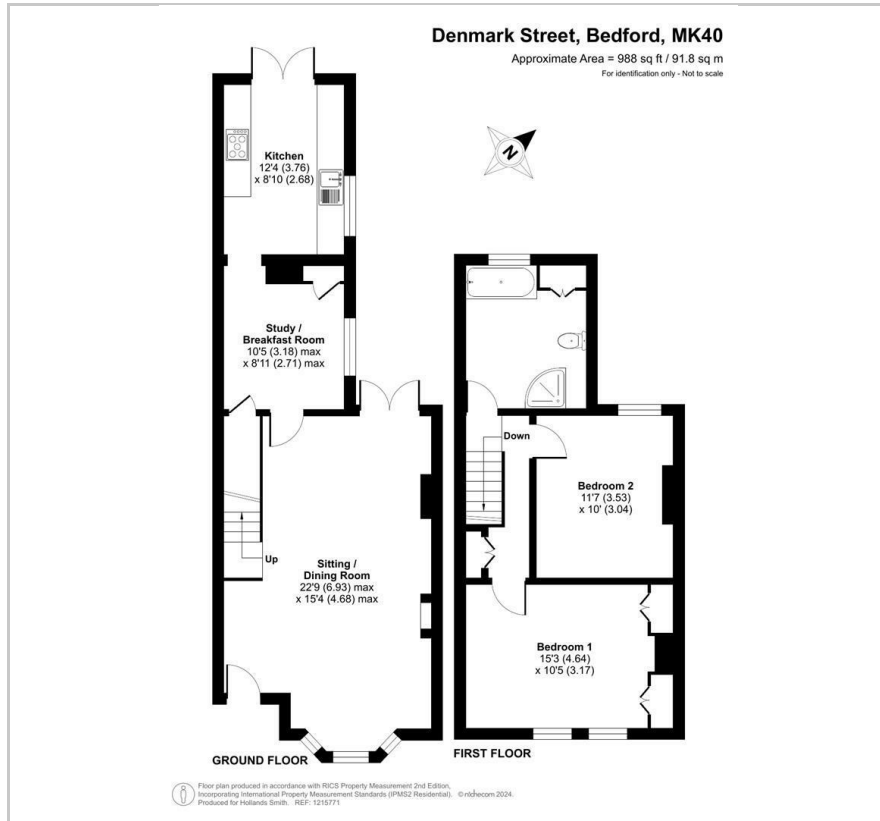 Denmark Street, Bedford, MK40
Approximate Area = 988 sq ft / 91.8 sq m
For identification only - Not to scale
N
Kitchen
12'4 (3.76)
x 8'10 (2.68)
Study /
Breakfast Room
10'5 (3.18) max
x 8'11 (2.71) max
Up
Sitting /
Dining Room
22'9 (6.93) max
x 15'4 (4.68) max
GROUND FLOOR
Down
Bedroom 2
11'7 (3.53)
x 10' (3.04)
Bedroom 1
15'3 (4.64)
x 10'5 (3.17)
FIRST FLOOR
Floor plan produced in accordance with RICS Property Measurement 2nd Edition,
Incorporating International Property Measurement Standards (IPMS2 Residential). © ntchecom 2024.
Produced for Hollands Smith. REF: 1215771